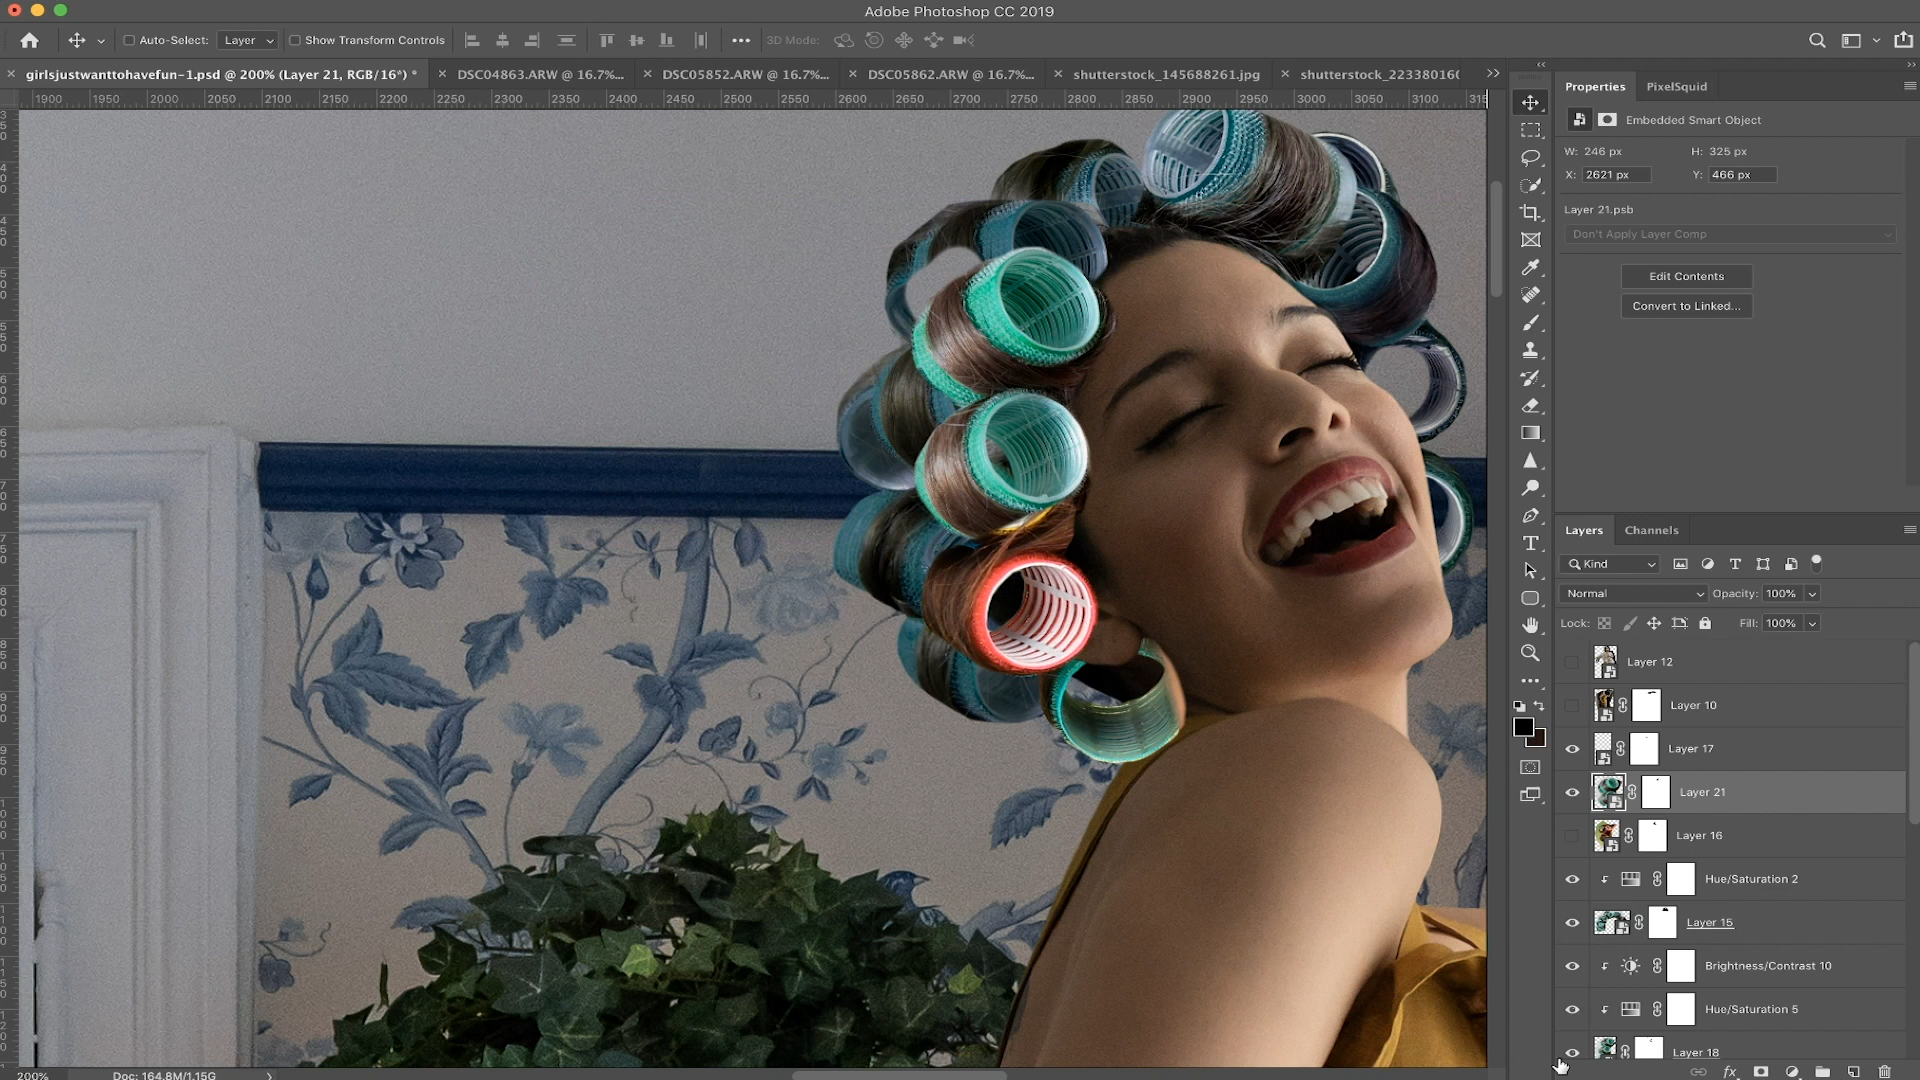 Adobe Photoshop CC 2019
Auto-Select: Layer Show Transform Controls 3D Mode:
girlsjustwanttohavefun-1.psd @ 200% (Layer 21, RGB/16*) * DSC04863.ARW @ 16.7%... DSC05852.ARW @ 16.7%... DSC05862.ARW @ 16.7%... shutterstock_145688261.jpg shutterstock_22338016
1900 1950 2000 2050 2100 2150 2200 2250 2300 2350 2400 2450 2500 2550 2600 2650 2700 2750 2800 2850 2900 2950 3000 3050 3100 315
Properties PixelSquid
Embedded Smart Object
W: 246 px H: 325 px
X: 2621 px Y: 466 px
Layer 21.psb
Don't Apply Layer Comp
Edit Contents
Convert to Linked...
Layers Channels
Kind
Normal Opacity: 100%
Lock: Fill: 100%
Layer 12
Layer 10
Layer 17
Layer 21
Layer 16
Hue/Saturation 2
Layer 15
Brightness/Contrast 10
Hue/Saturation 5
Layer 18
200% Doc: 164.8M/1.15G